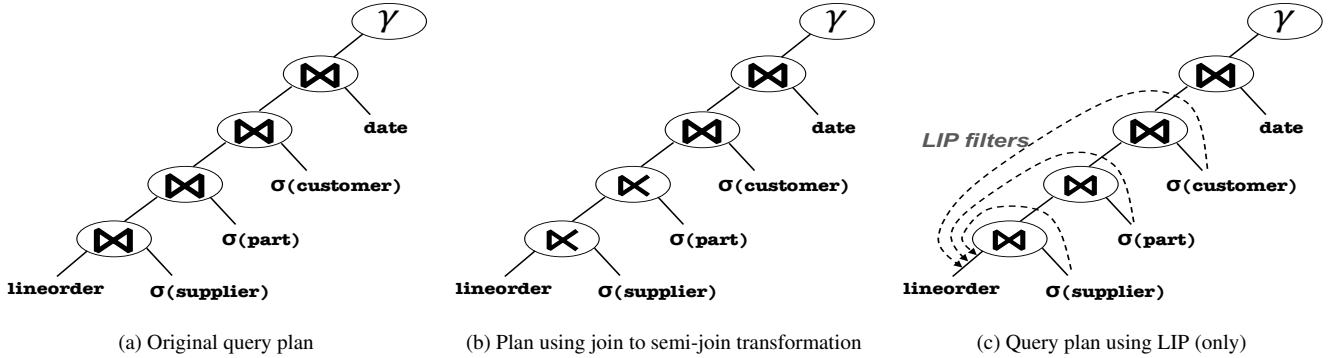 γ γ γ
⋈ ⋈ ⋈
date date date
⋈ ⋈ ⋈
LIP filters
σ(customer) σ(customer) σ(customer)
⋈ ⋉ ⋈
σ(part) σ(part) σ(part)
⋈ ⋉ ⋈
lineorder σ(supplier) lineorder σ(supplier) lineorder σ(supplier)
(a) Original query plan (b) Plan using join to semi-join transformation (c) Query plan using LIP (only)